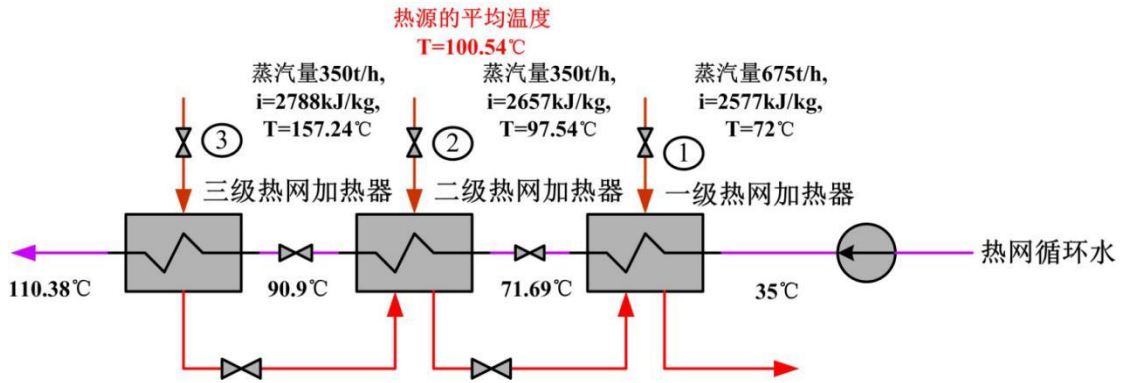 热源的平均温度
T=100.54℃
蒸汽量350t/h,
i=2788kJ/kg,
T=157.24℃
蒸汽量350t/h,
i=2657kJ/kg,
T=97.54℃
蒸汽量675t/h,
i=2577kJ/kg,
T=72℃
③
②
①
三级热网加热器
二级热网加热器
一级热网加热器
热网循环水
110.38℃
90.9℃
71.69℃
35℃